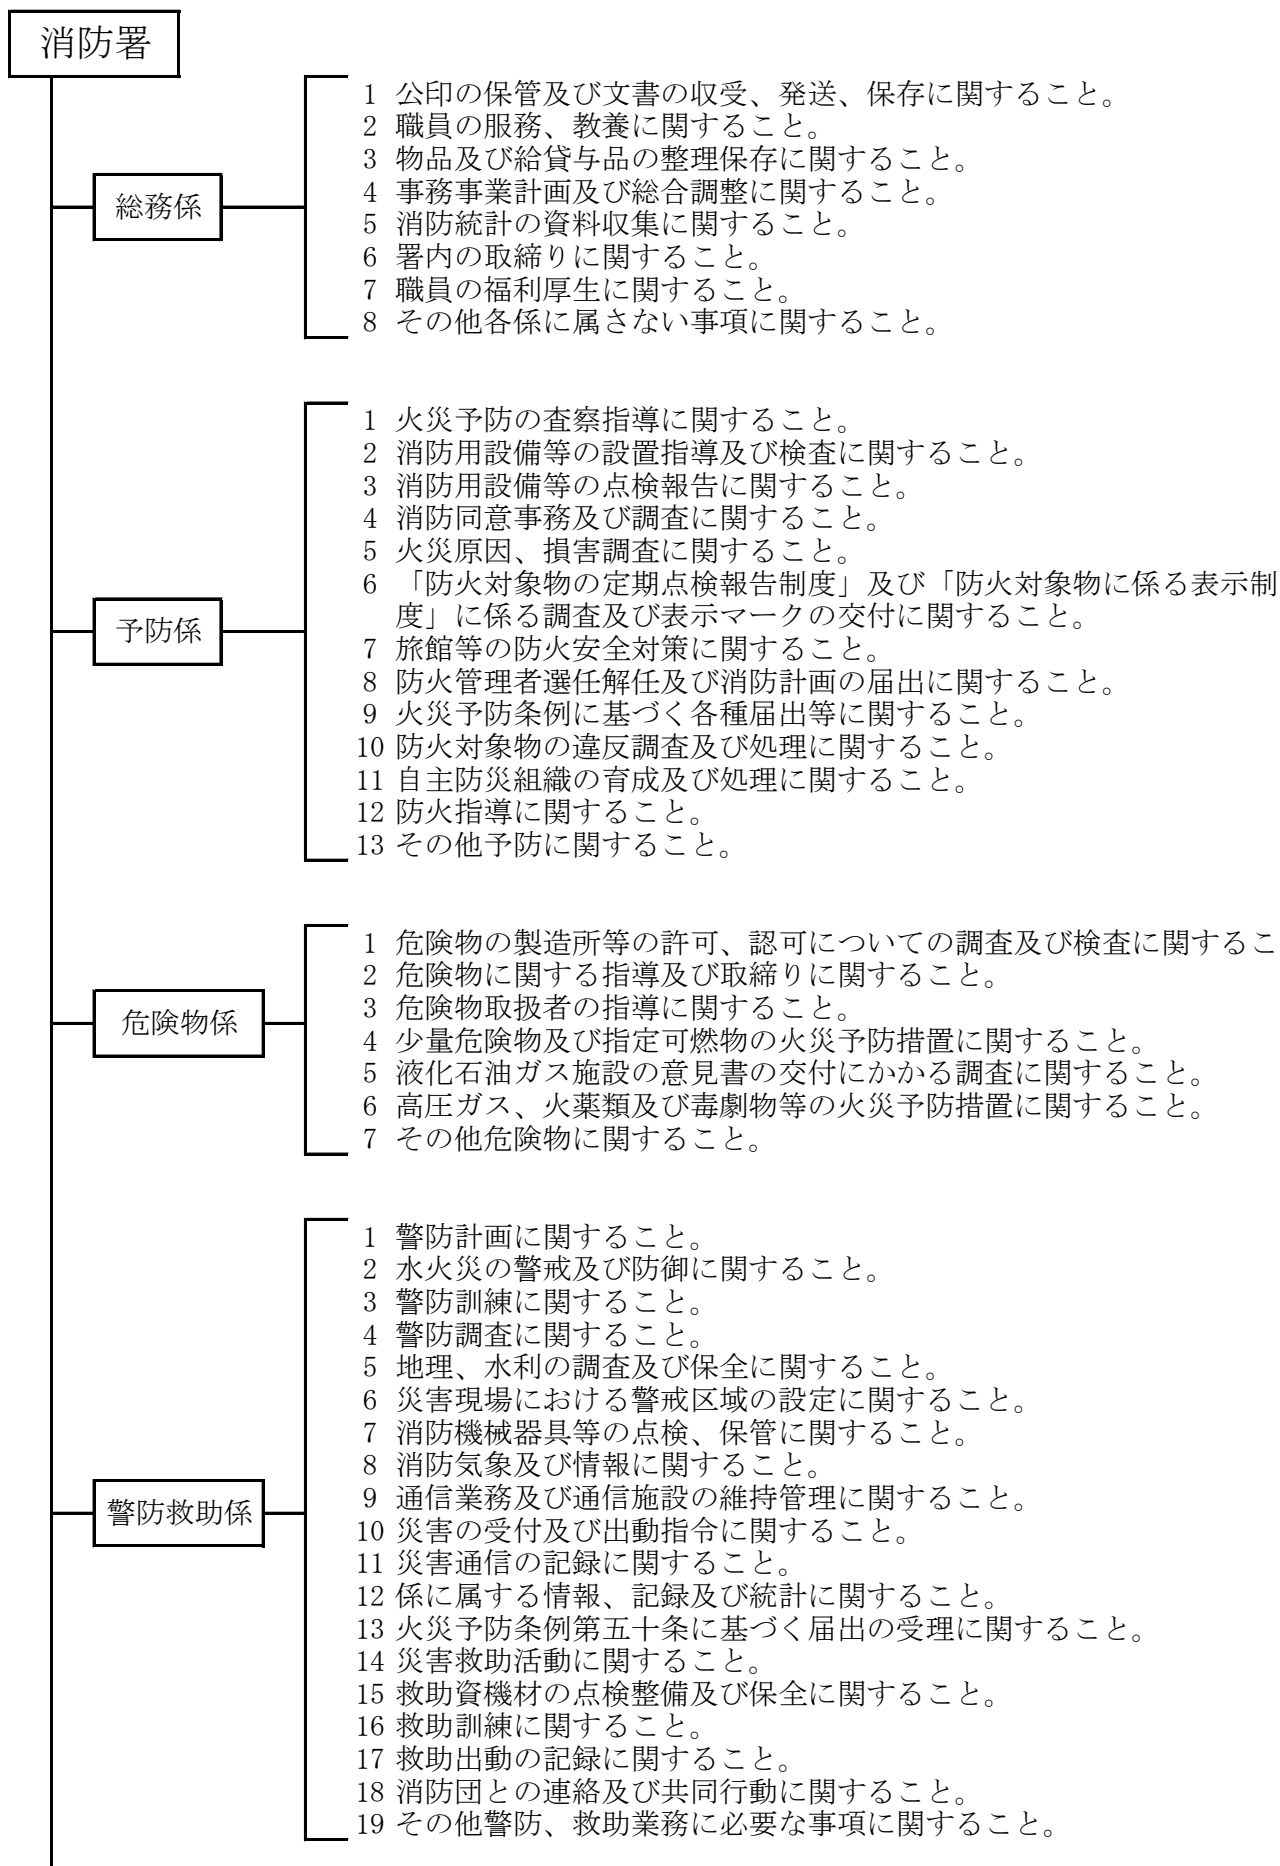 消防署
総務係
1 公印の保管及び文書の収受、発送、保存に関すること。
2 職員の服務、教養に関すること。
3 物品及び給貸与品の整理保存に関すること。
4 事務事業計画及び総合調整に関すること。
5 消防統計の資料収集に関すること。
6 署内の取締りに関すること。
7 職員の福利厚生に関すること。
8 その他各係に属さない事項に関すること。
予防係
1 火災予防の査察指導に関すること。
2 消防用設備等の設置指導及び検査に関すること。
3 消防用設備等の点検報告に関すること。
4 消防同意事務及び調査に関すること。
5 火災原因、損害調査に関すること。
6 「防火対象物の定期点検報告制度」及び「防火対象物に係る表示制
度」に係る調査及び表示マークの交付に関すること。
7 旅館等の防火安全対策に関すること。
8 防火管理者選任解任及び消防計画の届出に関すること。
9 火災予防条例に基づく各種届出等に関すること。
10 防火対象物の違反調査及び処理に関すること。
11 自主防災組織の育成及び処理に関すること。
12 防火指導に関すること。
13 その他予防に関すること。
危険物係
1 危険物の製造所等の許可、認可についての調査及び検査に関するこ
2 危険物に関する指導及び取締りに関すること。
3 危険物取扱者の指導に関すること。
4 少量危険物及び指定可燃物の火災予防措置に関すること。
5 液化石油ガス施設の意見書の交付にかかる調査に関すること。
6 高圧ガス、火薬類及び毒劇物等の火災予防措置に関すること。
7 その他危険物に関すること。
警防救助係
1 警防計画に関すること。
2 水火災の警戒及び防御に関すること。
3 警防訓練に関すること。
4 警防調査に関すること。
5 地理、水利の調査及び保全に関すること。
6 災害現場における警戒区域の設定に関すること。
7 消防機械器具等の点検、保管に関すること。
8 消防気象及び情報に関すること。
9 通信業務及び通信施設の維持管理に関すること。
10 災害の受付及び出動指令に関すること。
11 災害通信の記録に関すること。
12 係に属する情報、記録及び統計に関すること。
13 火災予防条例第五十条に基づく届出の受理に関すること。
14 災害救助活動に関すること。
15 救助資機材の点検整備及び保全に関すること。
16 救助訓練に関すること。
17 救助出動の記録に関すること。
18 消防団との連絡及び共同行動に関すること。
19 その他警防、救助業務に必要な事項に関すること。